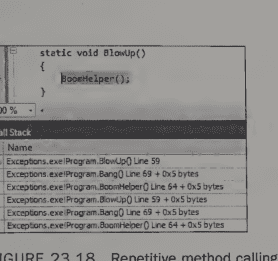 static void BlowUp()
{
BoomHelper();
}
00 %
all Stack
Name
Exceptions.exe!Program.BlowUp() Line 59
Exceptions.exe!Program.Bang() Line 69 + 0x5 bytes
Exceptions.exe!Program.BoomHelper() Line 64 + 0x5 bytes
Exceptions.exe!Program.BlowUp() Line 59 + 0x5 bytes
Exceptions.exe!Program.Bang() Line 69 + 0x5 bytes
Exceptions.exe!Program.BoomHelper() Line 64 + 0x5 bytes
IGURE 23.18 Repetitive method calling